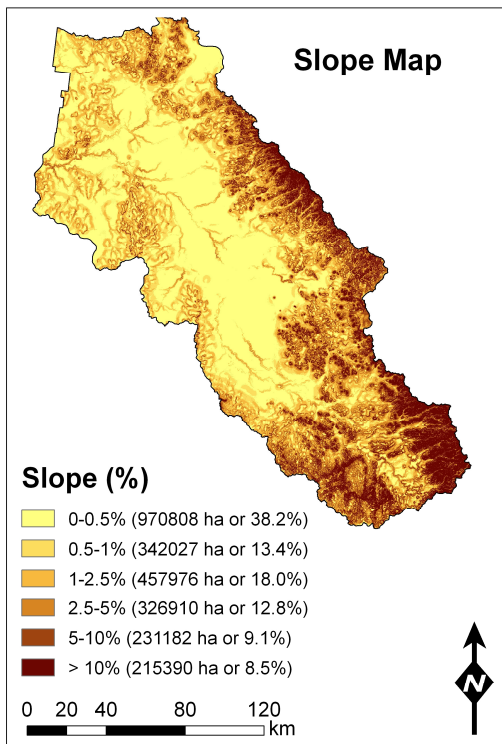 Slope Map
Slope (%)
0-0.5% (970808 ha or 38.2%)
0.5-1% (342027 ha or 13.4%)
1-2.5% (457976 ha or 18.0%)
2.5-5% (326910 ha or 12.8%)
5-10% (231182 ha or 9.1%)
> 10% (215390 ha or 8.5%)
N
0 20 40 80 120
km